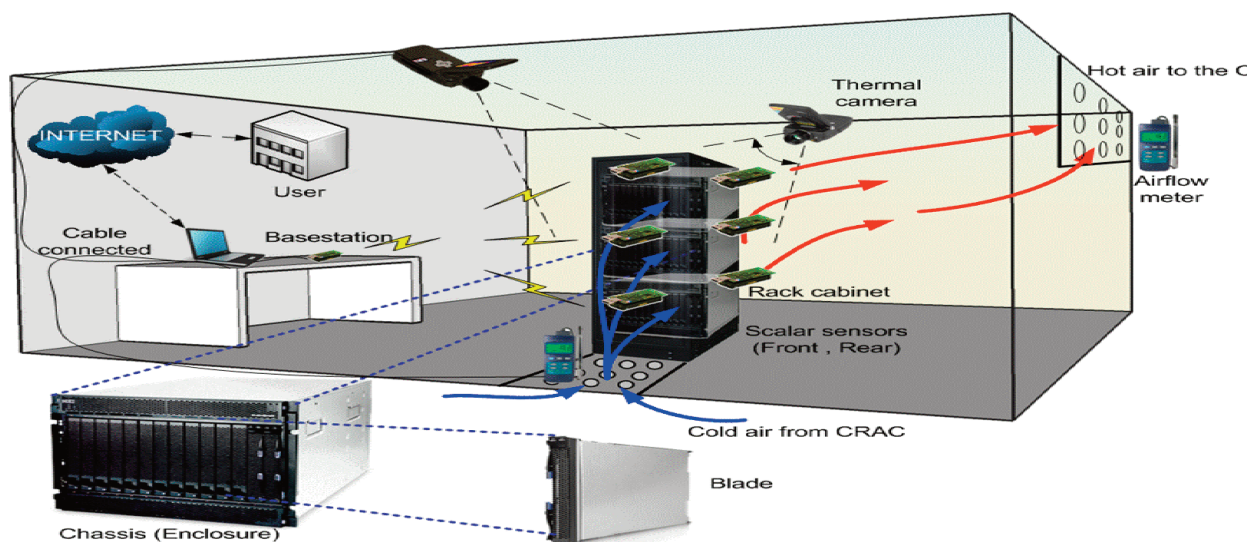 Hot air to the C
Thermal
camera
INTERNET
User
Airflow
meter
Cable
connected
Basestation
Rack cabinet
Scalar sensors
(Front , Rear)
Cold air from CRAC
Blade
Chassis (Enclosure)